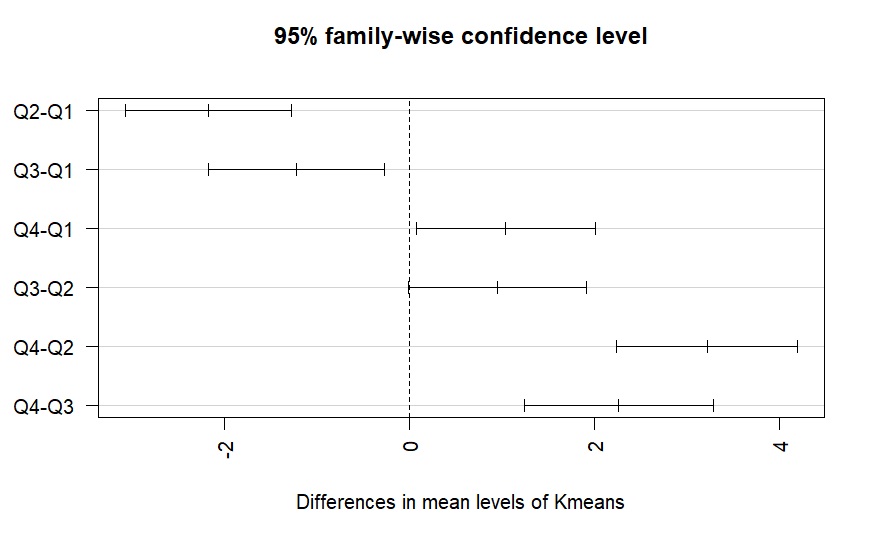 95% family-wise confidence level
Q2-Q1
Q3-Q1
Q4-Q1
Q3-Q2
Q4-Q2
Q4-Q3
-2
0
2
4
Differences in mean levels of Kmeans